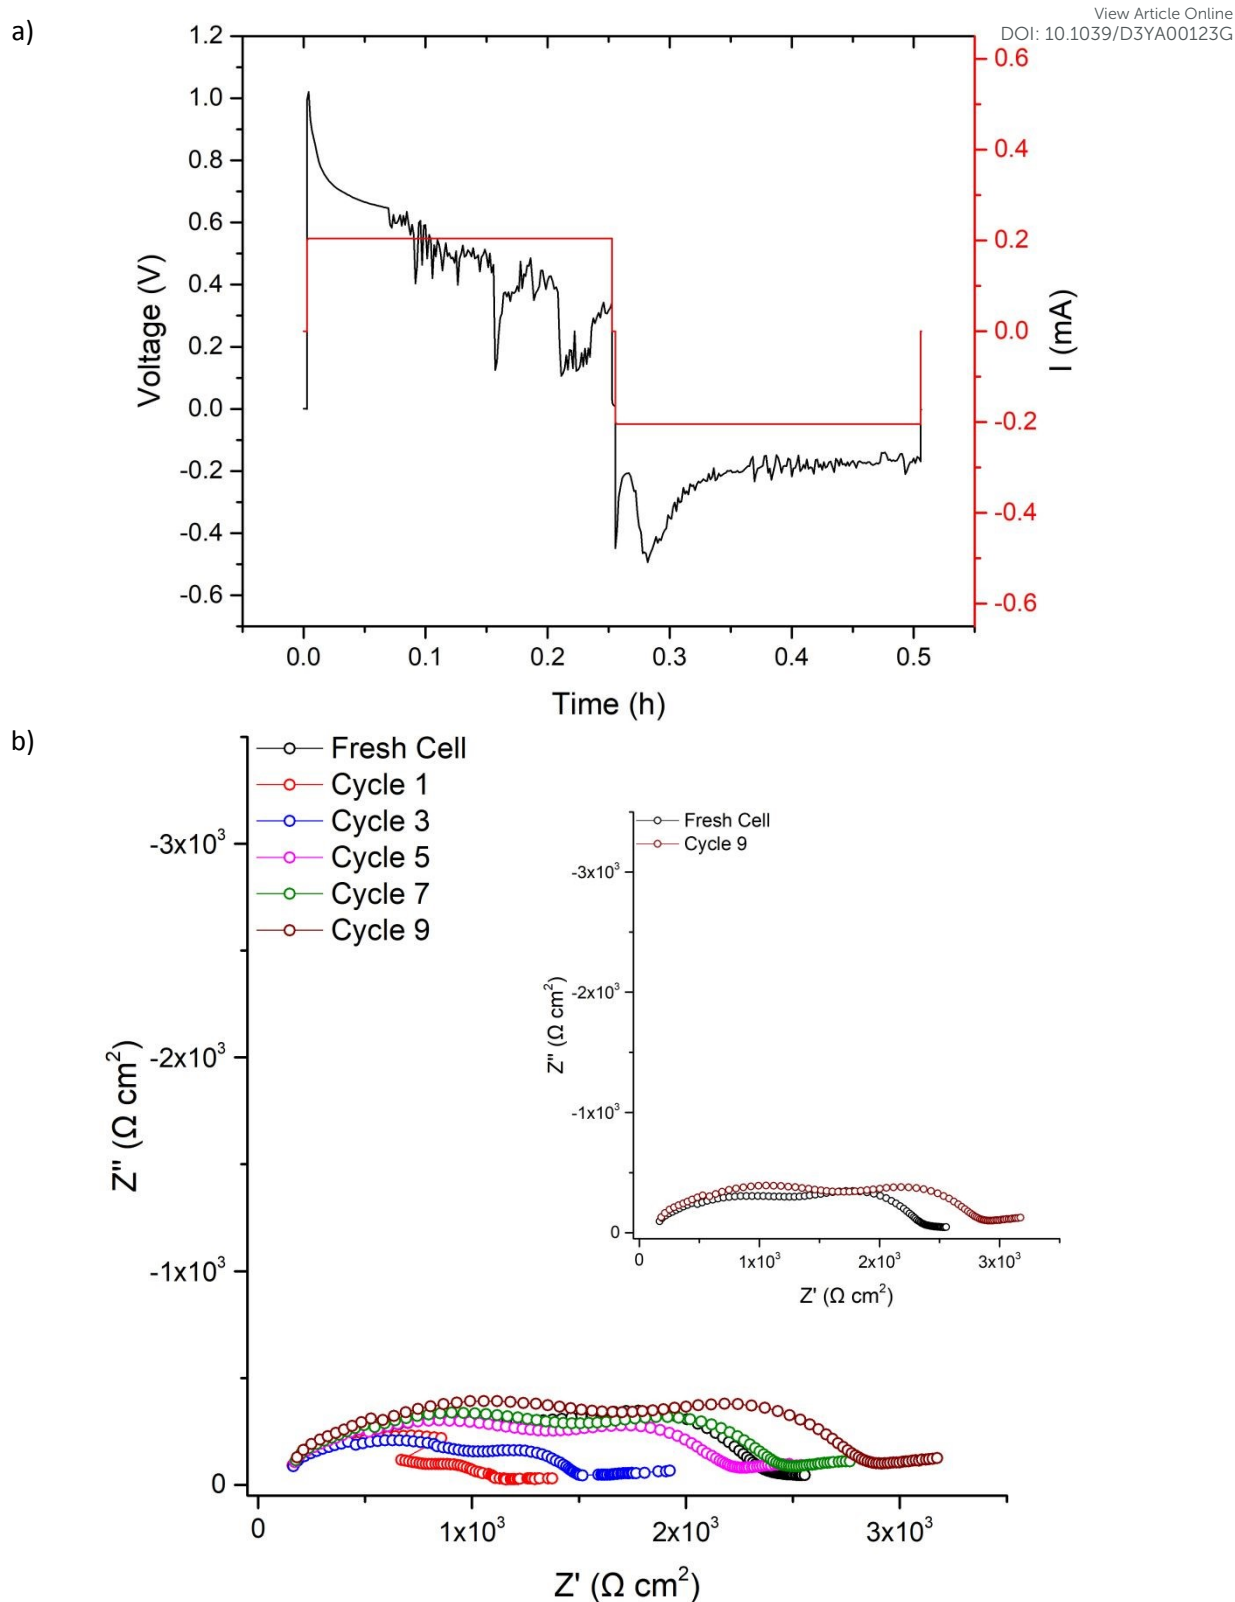 View Article Online
DOI: 10.1039/D3YA00123G
a)
1.2
1.0
0.8
0.6
0.4
0.2
0.0
-0.2
-0.4
-0.6
Voltage (V)
0.6
0.4
0.2
0.0
-0.2
-0.4
-0.6
I (mA)
0.0 0.1 0.2 0.3 0.4 0.5
Time (h)
b)
Fresh Cell
Cycle 1
Cycle 3
Cycle 5
Cycle 7
Cycle 9
-3x10³
-2x10³
-1x10³
0
Z" (Ω cm²)
0 1x10³ 2x10³ 3x10³
Z' (Ω cm²)
Fresh Cell
Cycle 9
-3x10³
-2x10³
-1x10³
0
Z" (Ω cm²)
0 1x10³ 2x10³ 3x10³
Z' (Ω cm²)